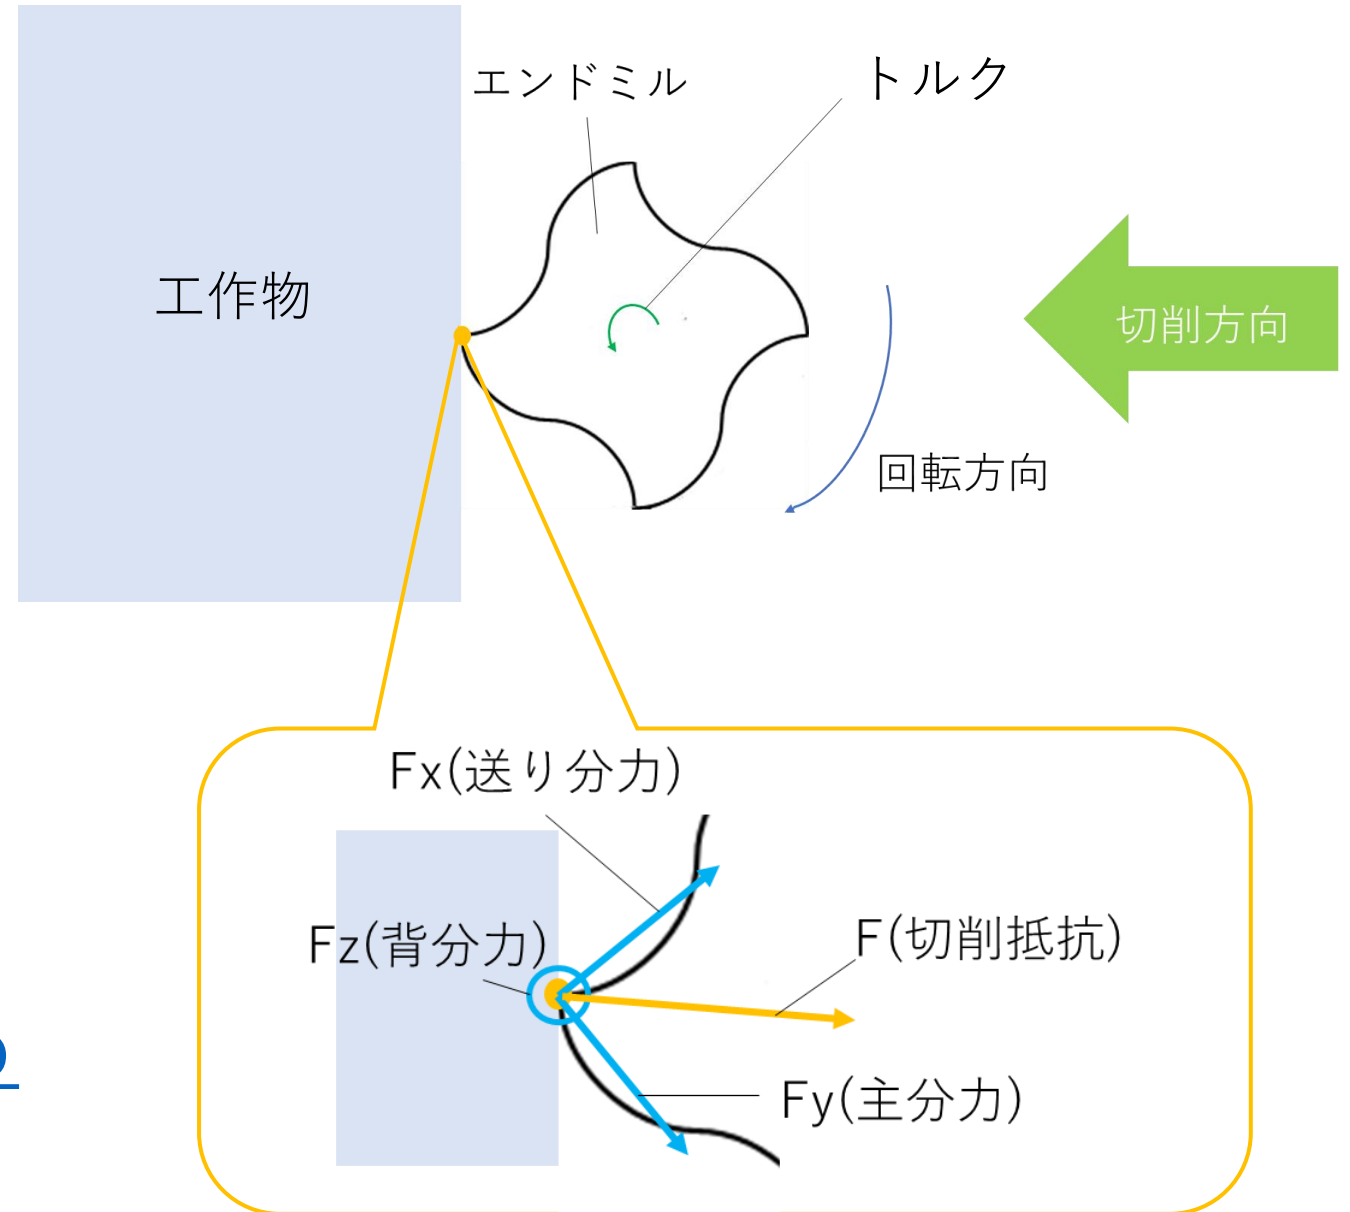 エンドミル
トルク
工作物
切削方向
回転方向
Fx(送り分力)
Fz(背分力)
F(切削抵抗)
Fy(主分力)